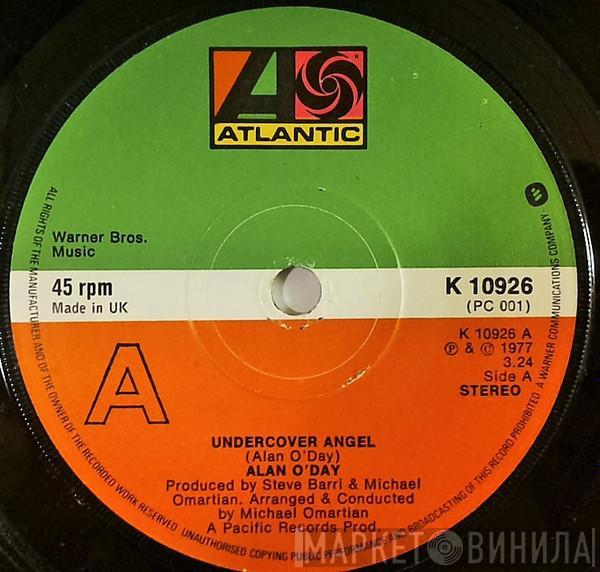 ATLANTIC
Warner Bros.
Music
45 rpm
Made in UK
K 10926
(PC 001)
K 10926 A
Ⓟ & © 1977
3.24
Side A
STEREO
A
UNDERCOVER ANGEL
(Alan O'Day)
ALAN O'DAY
Produced by Steve Barri & Michael
Omartian. Arranged & Conducted
by Michael Omartian
A Pacific Records Prod.
ALL RIGHTS OF THE MANUFACTURER AND OF THE OWNER OF THE RECORDED WORK RESERVED. UNAUTHORISED COPYING PUBLIC PERFORMANCE AND BROADCASTING OF THIS RECORD PROHIBITED. A WARNER COMMUNICATIONS COMPANY
МАРКЕТ ВИНИЛА